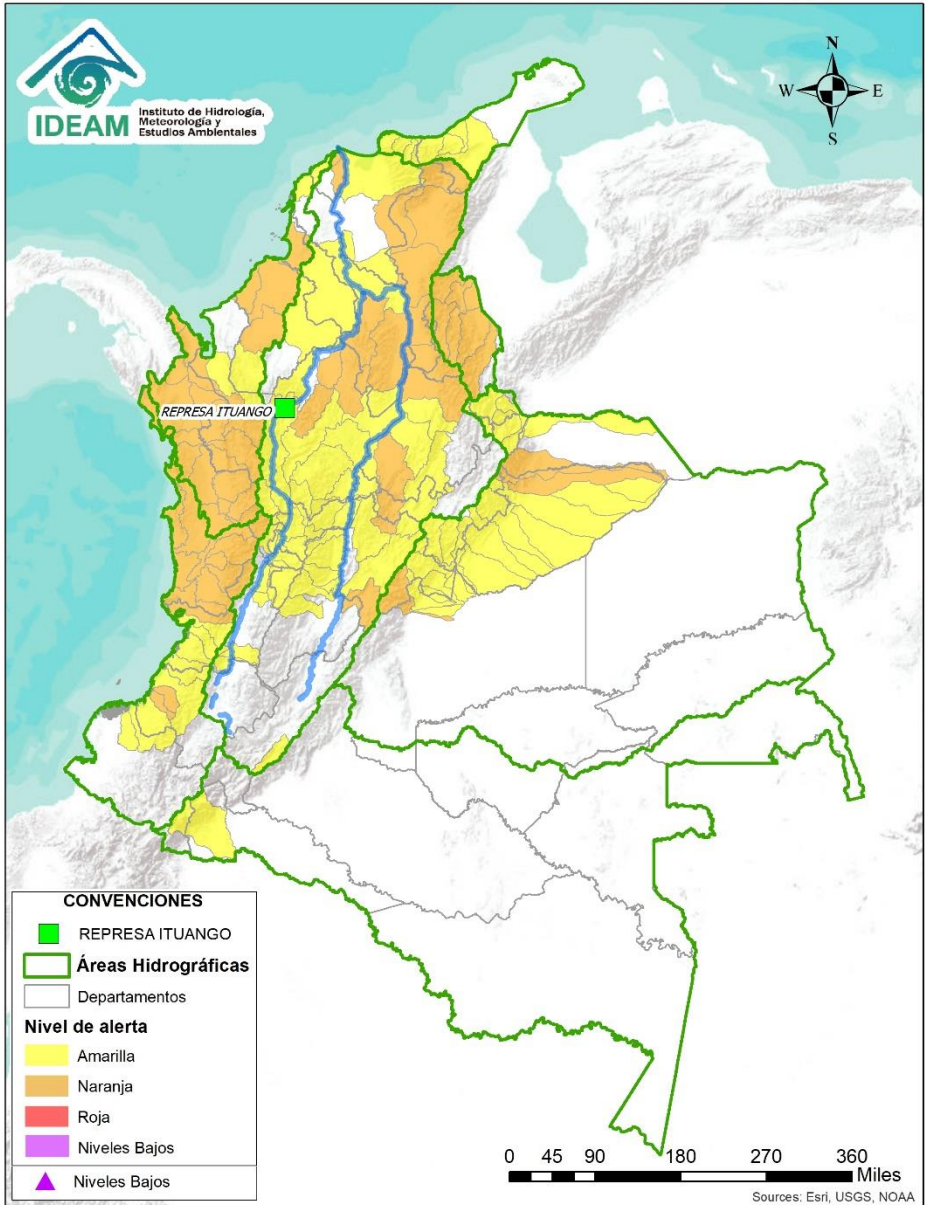 IDEAM
Instituto de Hidrología,
Meteorología y
Estudios Ambientales
N
W E
S
REPRESA ITUANGO
CONVENCIONES
REPRESA ITUANGO
Áreas Hidrográficas
Departamentos
Nivel de alerta
Amarilla
Naranja
Roja
Niveles Bajos
Niveles Bajos
0 45 90 180 270 360
Miles
Sources: Esri, USGS, NOAA